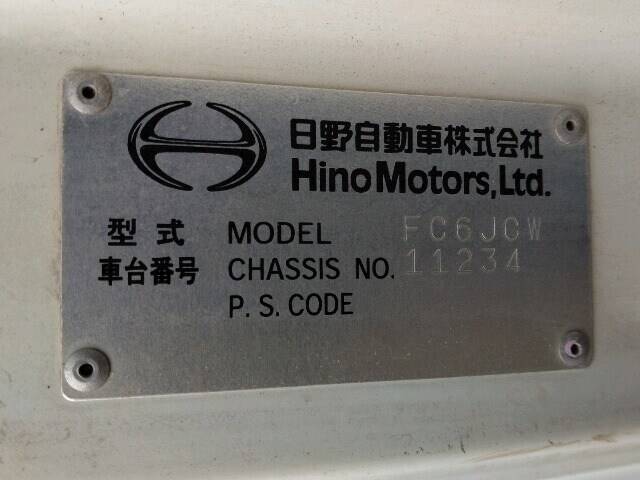 日野自動車株式会社
Hino Motors, Ltd.
型式 MODEL FC6JCW
車台番号 CHASSIS NO. 11234
P. S. CODE